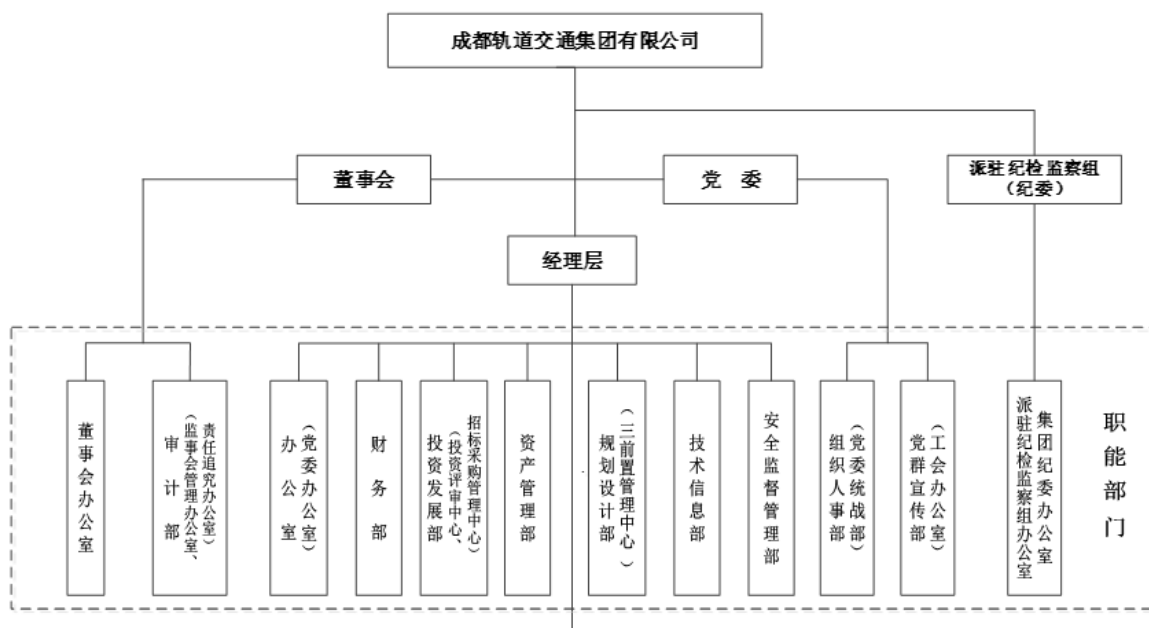 成都轨道交通集团有限公司
董事会
党 委
派驻纪检监察组
（纪委）
经理层
董事会办公室
审计部
（监事会管理办公室、
责任追究办公室）
办公室
（党委办公室）
财务部
投资发展部
（投资评审中心、
招标采购管理中心）
资产管理部
规划设计部
（三前置管理中心）
技术信息部
安全监督管理部
组织人事部
（党委统战部）
党群宣传部
（工会办公室）
派驻纪检监察组办公室
集团纪委办公室
职能部门